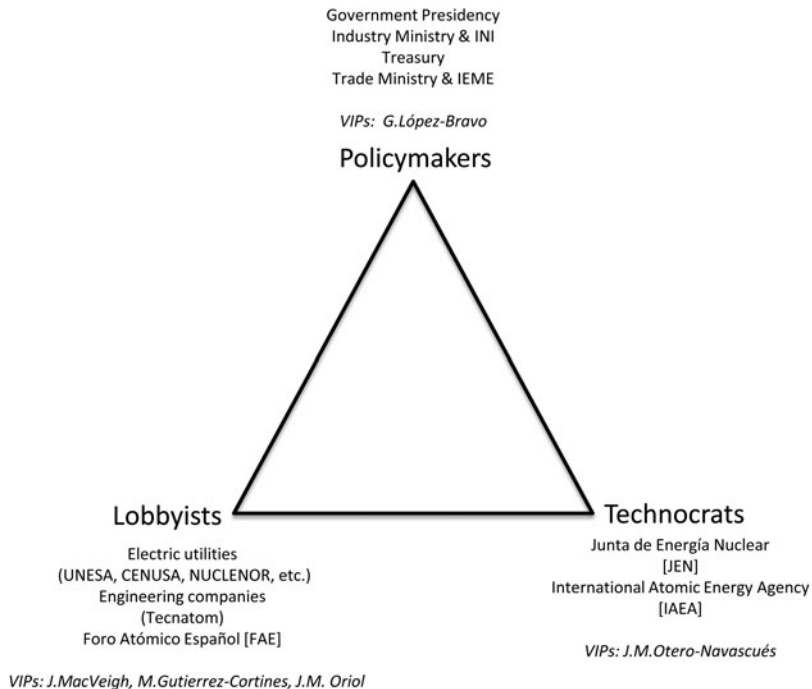 Government Presidency
Industry Ministry & INI
Treasury
Trade Ministry & IEME
VIPs: G.López-Bravo
Policymakers
Lobbyists
Electric utilities
(UNESA, CENUSA, NUCLENOR, etc.)
Engineering companies
(Tecnatom)
Foro Atómico Español [FAE]
VIPs: J.MacVeigh, M.Gutierrez-Cortines, J.M. Oriol
Technocrats
Junta de Energía Nuclear
[JEN]
International Atomic Energy Agency
[IAEA]
VIPs: J.M.Otero-Navascués